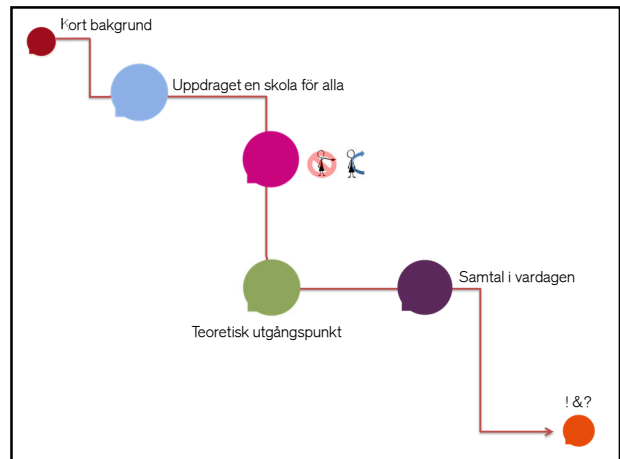 Kort bakgrund
Uppdraget en skola för alla
Samtal i vardagen
Teoretisk utgångspunkt
! &?